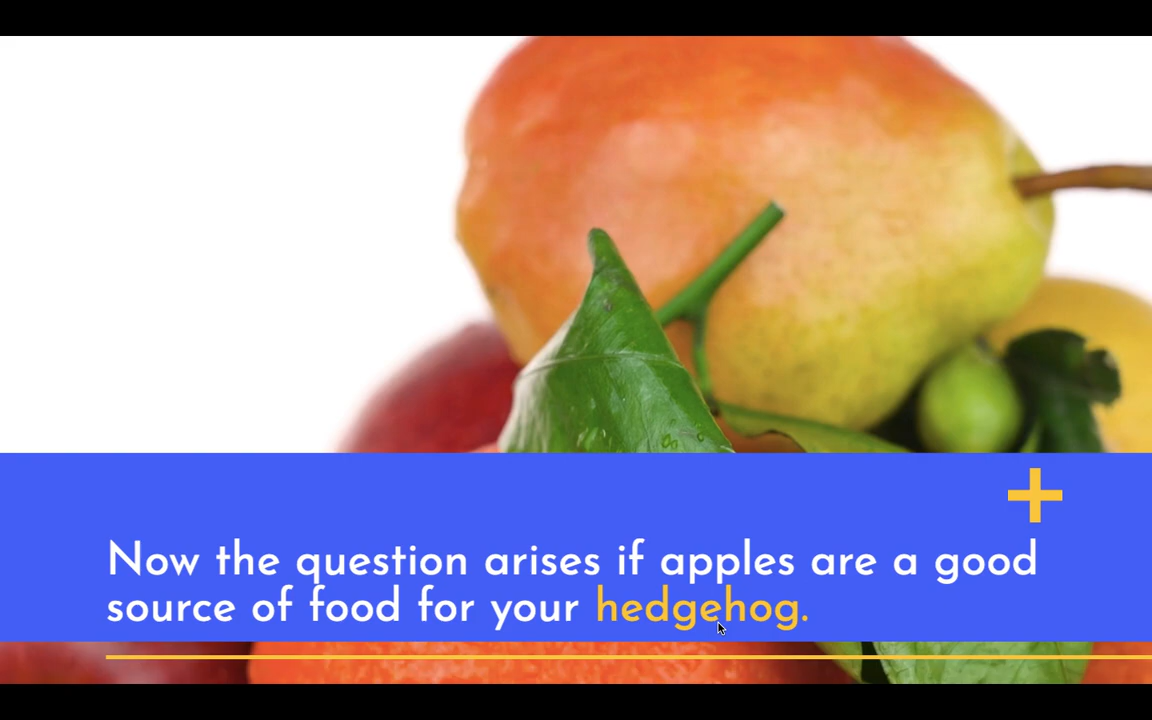 Now the question arises if apples are a good
source of food for your hedgehog.